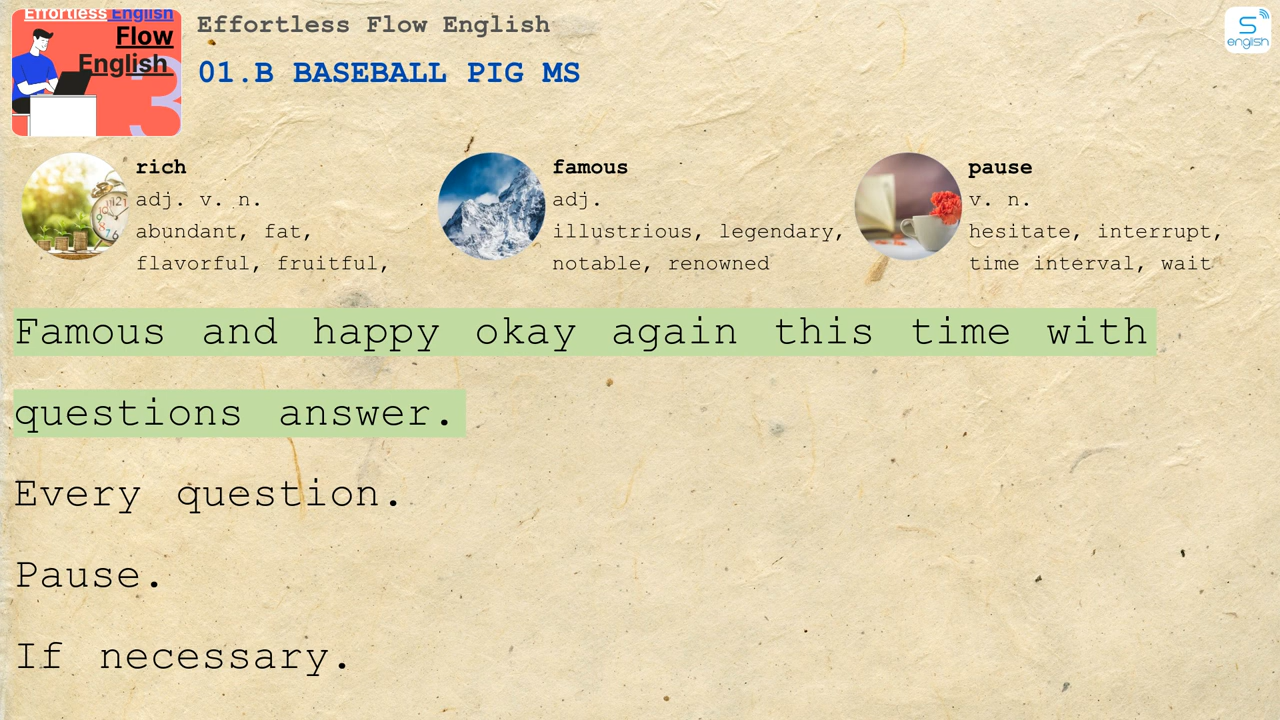 Effortless English
Flow
English
3
Effortless Flow English
01.B BASEBALL PIG MS
S
english
rich
adj. v. n.
abundant, fat,
flavorful, fruitful,
famous
adj.
illustrious, legendary,
notable, renowned
pause
v. n.
hesitate, interrupt,
time interval, wait
Famous and happy okay again this time with
questions answer.
Every question.
Pause.
If necessary.